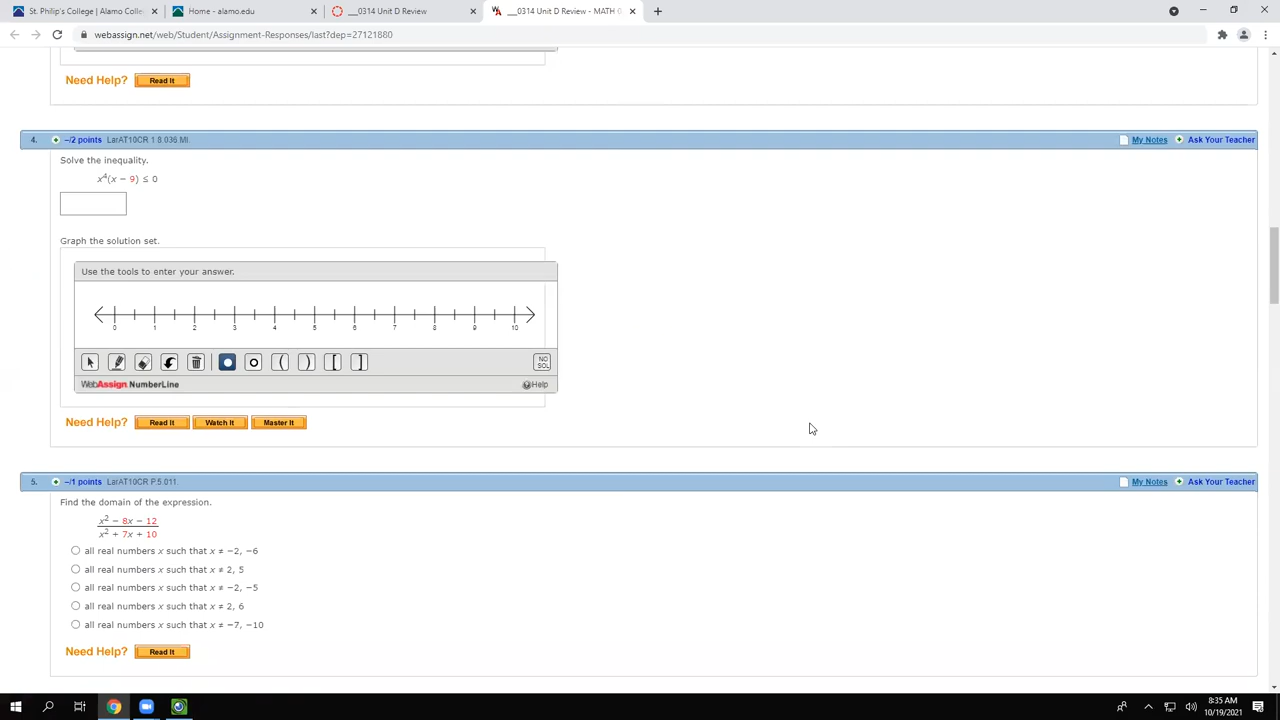 St. Philip's College | Alamo Colle
Home - alamo.edu
__0314 Unit D Review
__0314 Unit D Review - MATH 0
webassign.net/web/Student/Assignment-Responses/last?dep=27121880
Need Help? Read It
4. –/2 points LarAT10CR 1.8.036.MI. My Notes Ask Your Teacher
Solve the inequality.
x⁴(x − 9) ≤ 0
Graph the solution set.
Use the tools to enter your answer.
0 1 2 3 4 5 6 7 8 9 10
( ) [ ] NO SOL
WebAssign NumberLine Help
Need Help? Read It Watch It Master It
5. –/1 points LarAT10CR P.5.011. My Notes Ask Your Teacher
Find the domain of the expression.
x² − 8x − 12
x² + 7x + 10
all real numbers x such that x ≠ −2, −6
all real numbers x such that x ≠ 2, 5
all real numbers x such that x ≠ −2, −5
all real numbers x such that x ≠ 2, 6
all real numbers x such that x ≠ −7, −10
Need Help? Read It
8:35 AM
10/19/2021